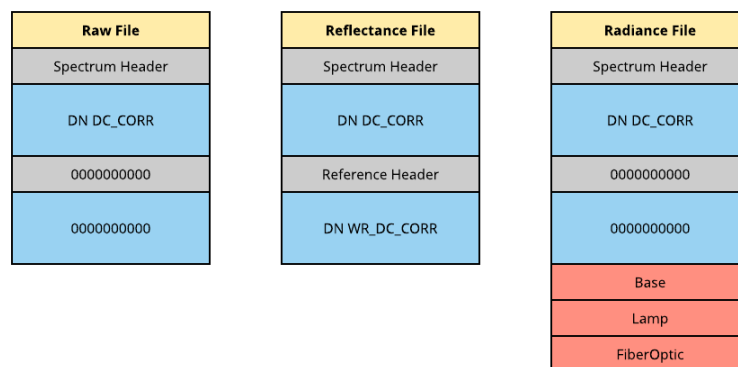 Raw File
Spectrum Header
DN DC_CORR
0000000000
0000000000
Reflectance File
Spectrum Header
DN DC_CORR
Reference Header
DN WR_DC_CORR
Radiance File
Spectrum Header
DN DC_CORR
0000000000
0000000000
Base
Lamp
FiberOptic